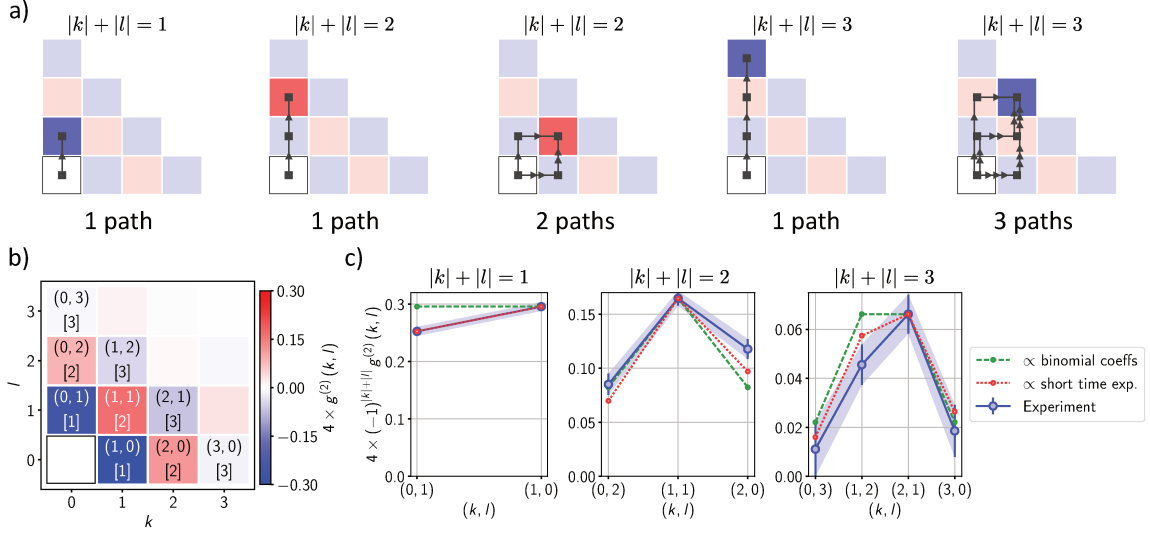 a)
|k| + |l| = 1
|k| + |l| = 2
|k| + |l| = 2
|k| + |l| = 3
|k| + |l| = 3
1 path
1 path
2 paths
1 path
3 paths
b)
3
2
1
0
l
(0, 3)
[3]
(0, 2)
[2]
(1, 2)
[3]
(0, 1)
[1]
(1, 1)
[2]
(2, 1)
[3]
(1, 0)
[1]
(2, 0)
[2]
(3, 0)
[3]
0
1
2
3
k
0.30
0.15
0.00
−0.15
−0.30
4 × g^(2)(k, l)
c)
|k| + |l| = 1
0.3
0.2
0.1
0.0
4 × (−1)^|k|+|l| g^(2)(k, l)
(0, 1)
(1, 0)
(k, l)
|k| + |l| = 2
0.15
0.10
0.05
0.00
(0, 2)
(1, 1)
(2, 0)
(k, l)
|k| + |l| = 3
0.06
0.04
0.02
0.00
(0, 3)
(1, 2)
(2, 1)
(3, 0)
(k, l)
∝ binomial coeffs
∝ short time exp.
Experiment